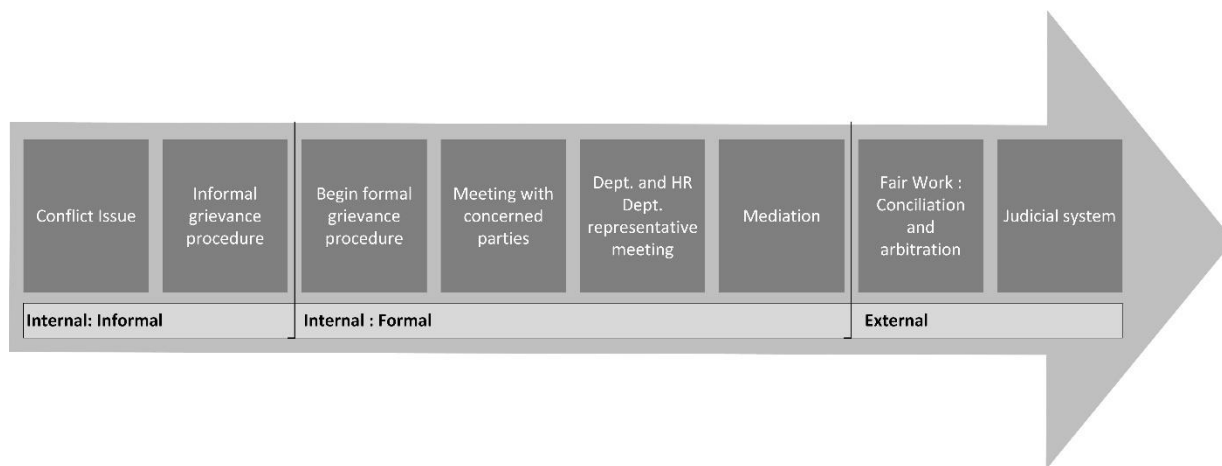 Conflict Issue
Informal
grievance
procedure
Begin formal
grievance
procedure
Meeting with
concerned
parties
Dept. and HR
Dept.
representative
meeting
Mediation
Fair Work :
Conciliation
and
arbitration
Judicial system
Internal: Informal
Internal : Formal
External